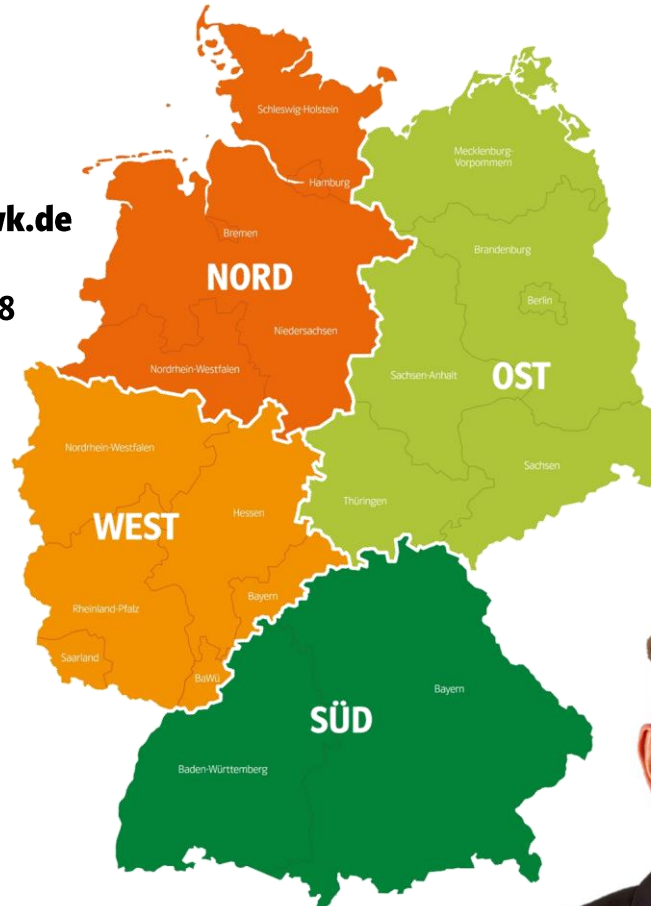 Schleswig-Holstein
Mecklenburg-
Vorpommern
Hamburg
vk.de
Bremen
Brandenburg
NORD
Berlin
8
Niedersachsen
Nordrhein-Westfalen
Sachsen-Anhalt
OST
Nordrhein-Westfalen
Sachsen
Thüringen
Hessen
WEST
Bayern
Rheinland-Pfalz
Saarland
BaWü
Bayern
SÜD
Baden-Württemberg